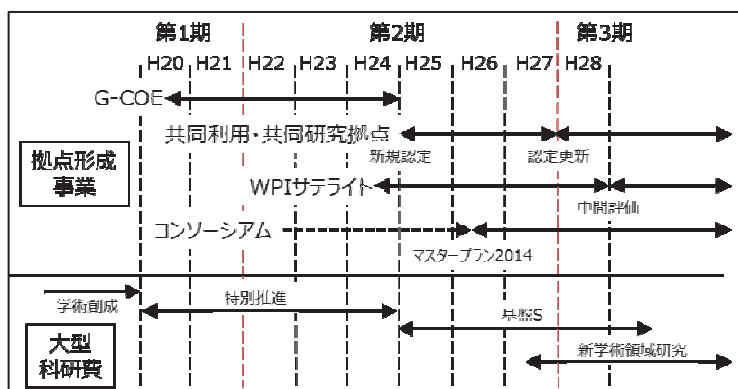 第1期 第2期 第3期
H20 H21 H22 H23 H24 H25 H26 H27 H28
G-COE
共同利用・共同研究拠点
新規認定 認定更新
拠点形成
事業
WPIサテライト
中間評価
コンソーシアム
マスタープラン2014
学術創成
特別推進
基盤S
大型
科研費
新学術領域研究